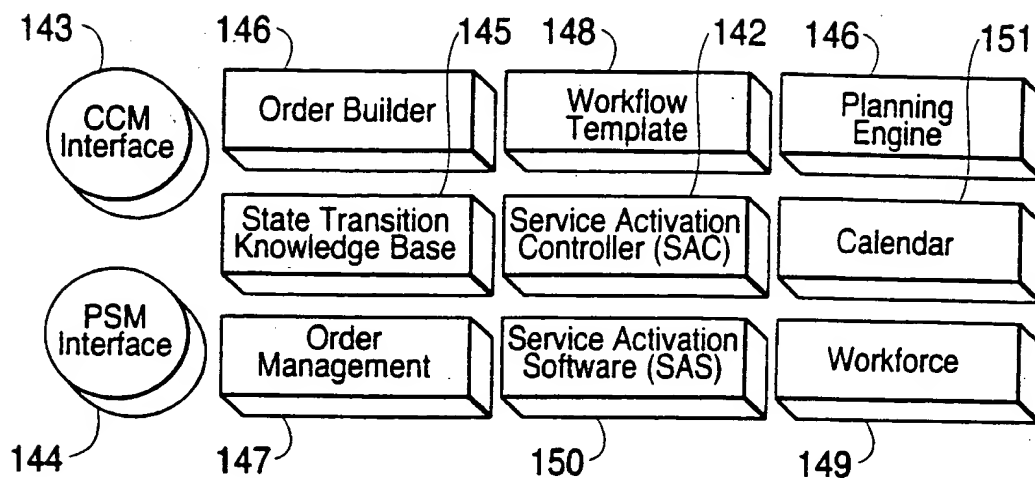 143
146
145
148
142
146
151
CCM
Interface
Order Builder
Workflow
Template
Planning
Engine
State Transition
Knowledge Base
Service Activation
Controller (SAC)
Calendar
PSM
Interface
Order
Management
Service Activation
Software (SAS)
Workforce
144
147
150
149